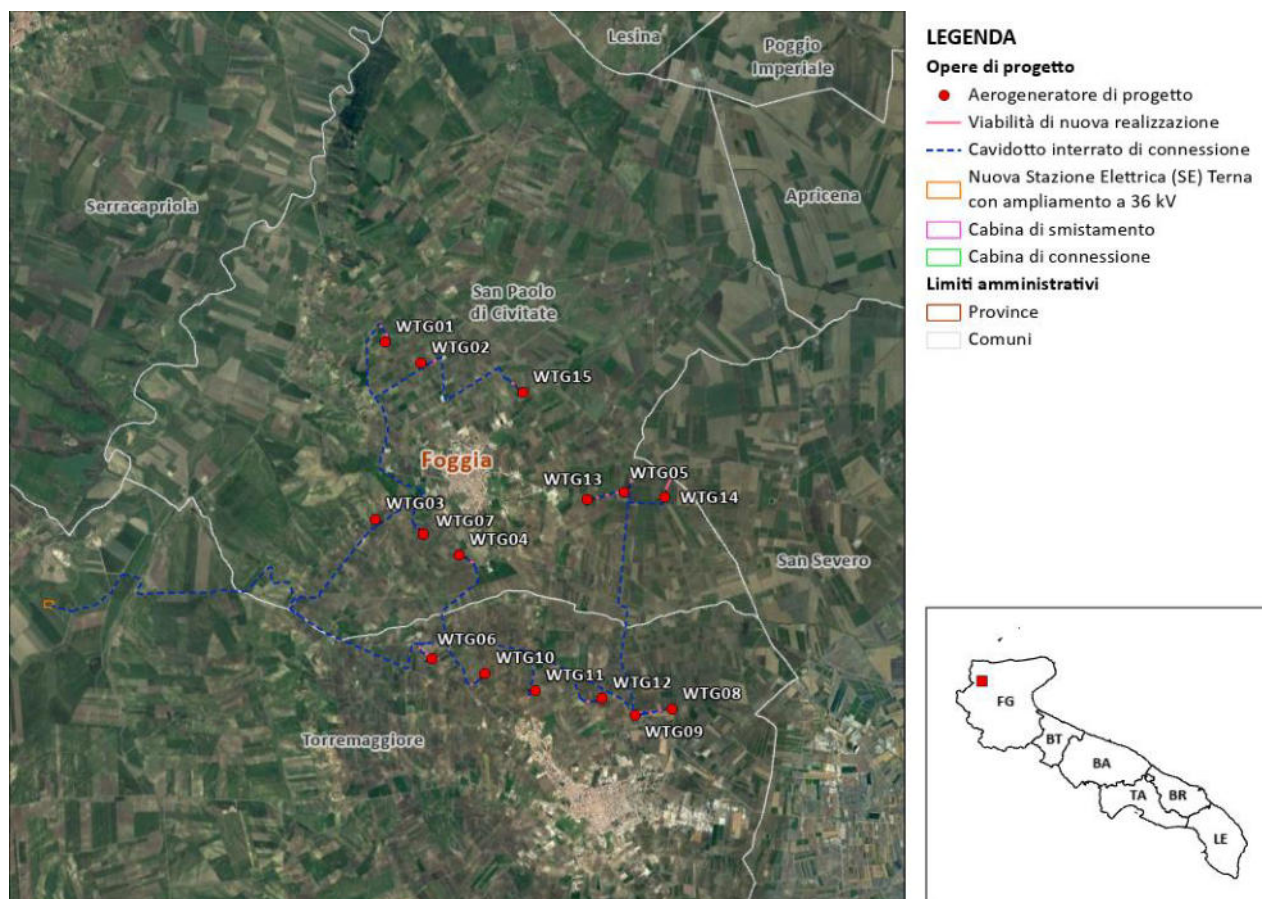 Lesina
Poggio
Imperiale
Serracapriola
Apricena
San Paolo
di Civitate
WTG01
WTG02
WTG15
Foggia
WTG13
WTG05
WTG14
WTG03
WTG07
WTG04
San Severo
WTG06
WTG10
WTG11
WTG12
WTG08
WTG09
Torremaggiore
LEGENDA
Opere di progetto
Aerogeneratore di progetto
Viabilità di nuova realizzazione
Cavidotto interrato di connessione
Nuova Stazione Elettrica (SE) Terna
con ampliamento a 36 kV
Cabina di smistamento
Cabina di connessione
Limiti amministrativi
Province
Comuni
FG
BT
BA
TA
BR
LE